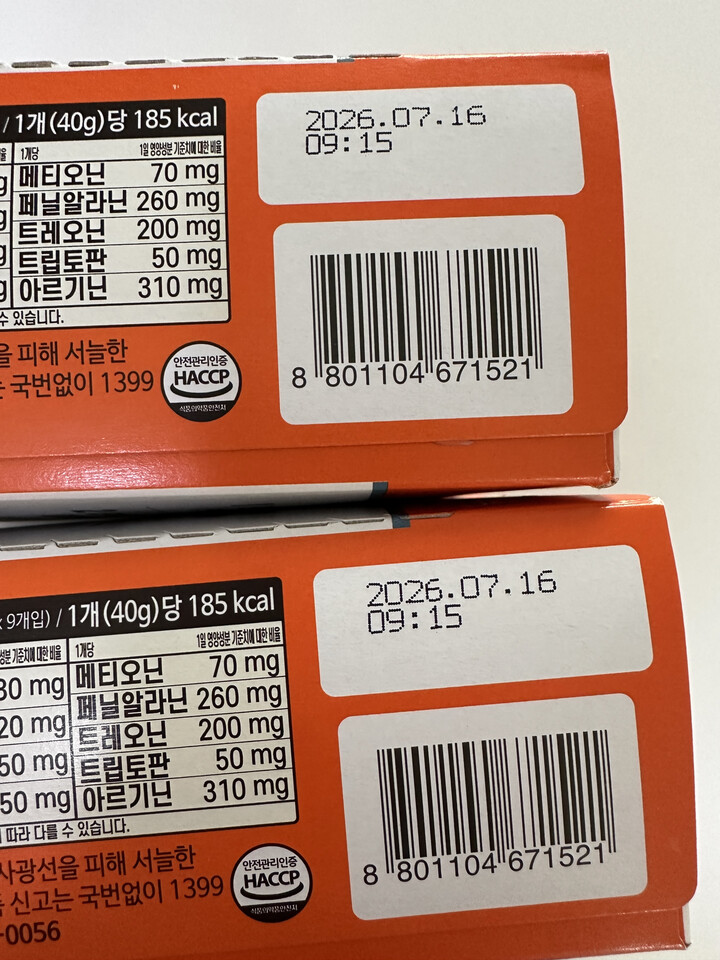 / 1개(40g)당 185 kcal
1개당 1일 영양성분 기준치에 대한 비율
메티오닌 70 mg
페닐알라닌 260 mg
트레오닌 200 mg
트립토판 50 mg
아르기닌 310 mg
수 있습니다.
을 피해 서늘한
는 국번없이 1399
안전관리인증
HACCP
식품의약품안전처
2026.07.16
09:15
8 801104 671521
x 9개입) / 1개(40g)당 185 kcal
성분 기준치에 대한 비율 1개당 1일 영양성분 기준치에 대한 비율
30 mg 메티오닌 70 mg
20 mg 페닐알라닌 260 mg
50 mg 트레오닌 200 mg
50 mg 트립토판 50 mg
아르기닌 310 mg
따라 다를 수 있습니다.
사광선을 피해 서늘한
신고는 국번없이 1399
-0056
안전관리인증
HACCP
식품의약품안전처
2026.07.16
09:15
8 801104 671521